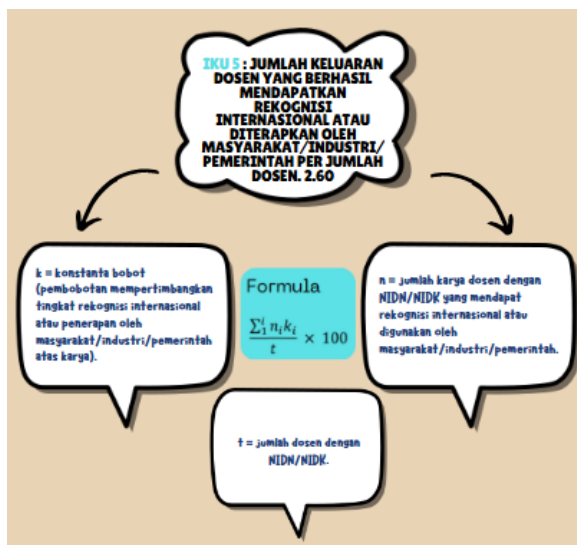 IKU 5 : JUMLAH KELUARAN
DOSEN YANG BERHASIL
MENDAPATKAN
REKOGNISI
INTERNASIONAL ATAU
DITERAPKAN OLEH
MASYARAKAT/INDUSTRI/
PEMERINTAH PER JUMLAH
DOSEN. 2.60
k = konstanta bobot
(pembobotan mempertimbangkan
tingkat rekognisi internasional
atau penerapan oleh
masyarakat/industri/pemerintah
atas karya).
Formula
∑₁ⁱ nᵢkᵢ
t
× 100
n = jumlah karya dosen dengan
NIDN/NIDK yang mendapat
rekognisi internasional atau
digunakan oleh
masyarakat/industri/pemerintah.
t = jumlah dosen dengan
NIDN/NIDK.